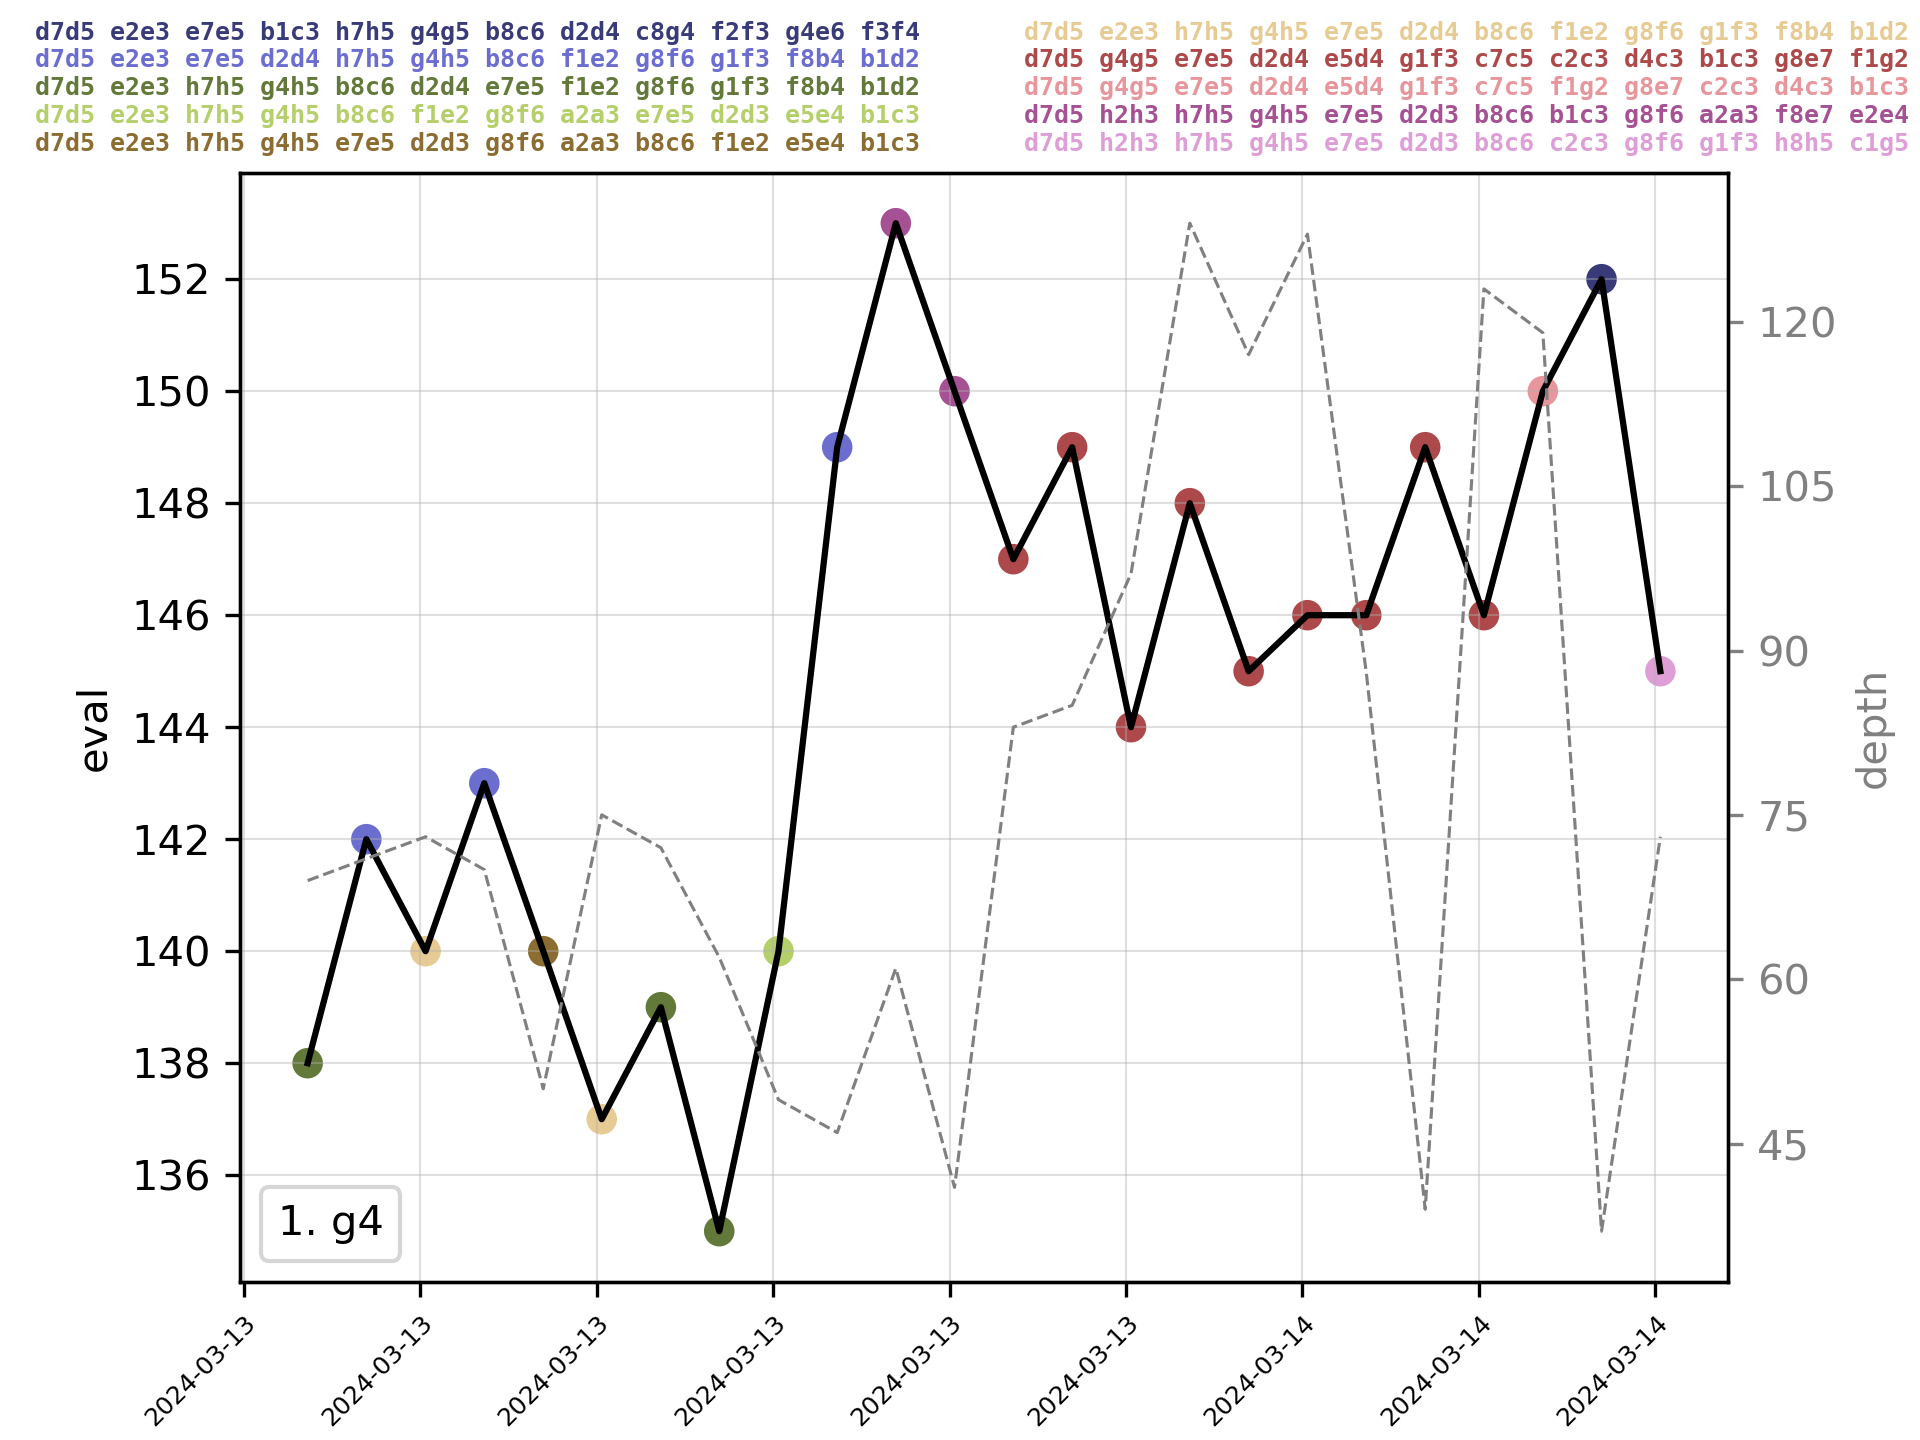 d7d5 e2e3 e7e5 b1c3 h7h5 g4g5 b8c6 d2d4 c8g4 f2f3 g4e6 f3f4
d7d5 e2e3 e7e5 d2d4 h7h5 g4h5 b8c6 f1e2 g8f6 g1f3 f8b4 b1d2
d7d5 e2e3 h7h5 g4h5 b8c6 d2d4 e7e5 f1e2 g8f6 g1f3 f8b4 b1d2
d7d5 e2e3 h7h5 g4h5 b8c6 f1e2 g8f6 a2a3 e7e5 d2d3 e5e4 b1c3
d7d5 e2e3 h7h5 g4h5 e7e5 d2d3 g8f6 a2a3 b8c6 f1e2 e5e4 b1c3
d7d5 e2e3 h7h5 g4h5 e7e5 d2d4 b8c6 f1e2 g8f6 g1f3 f8b4 b1d2
d7d5 g4g5 e7e5 d2d4 e5d4 g1f3 c7c5 c2c3 d4c3 b1c3 g8e7 f1g2
d7d5 g4g5 e7e5 d2d4 e5d4 g1f3 c7c5 f1g2 g8e7 c2c3 d4c3 b1c3
d7d5 h2h3 h7h5 g4h5 e7e5 d2d3 b8c6 b1c3 g8f6 a2a3 f8e7 e2e4
d7d5 h2h3 h7h5 g4h5 e7e5 d2d3 b8c6 c2c3 g8f6 g1f3 h8h5 c1g5
eval
152
150
148
146
144
142
140
138
136
1. g4
120
105
90
75
60
45
depth
2024-03-13
2024-03-13
2024-03-13
2024-03-13
2024-03-13
2024-03-13
2024-03-14
2024-03-14
2024-03-14